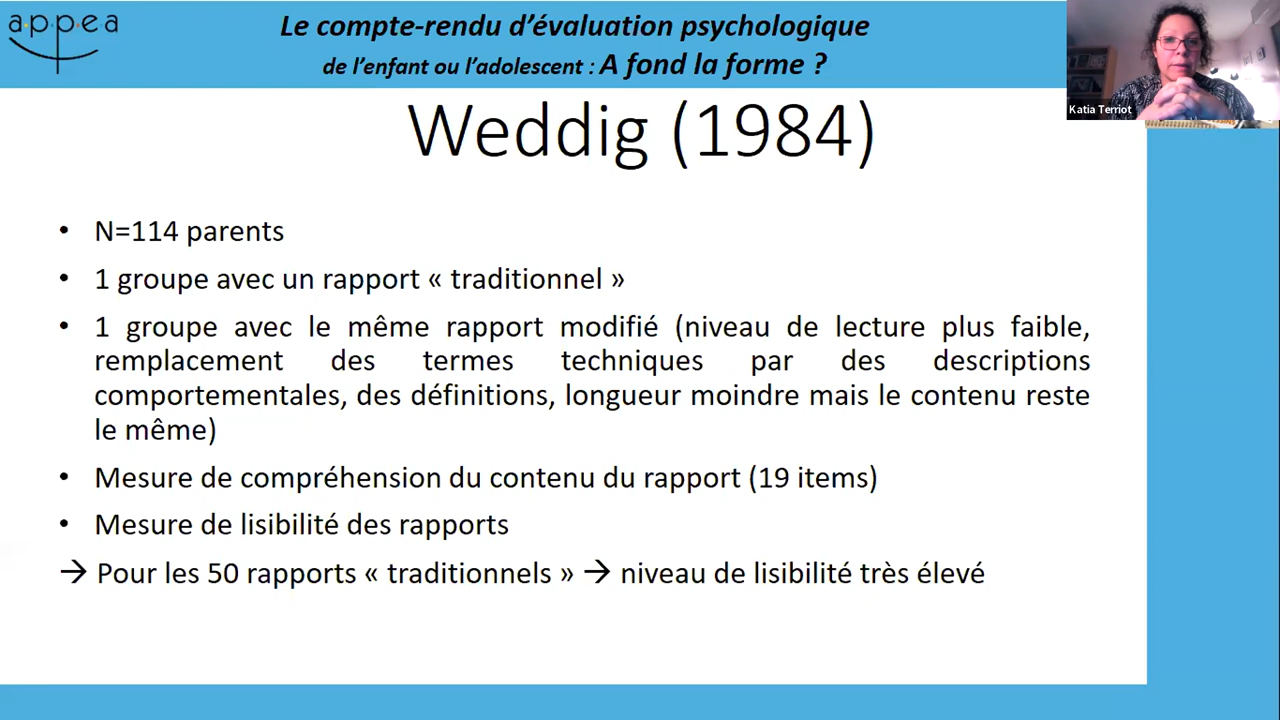 a·p·p·e·a
Le compte-rendu d'évaluation psychologique
de l'enfant ou l'adolescent : A fond la forme ?
Katia Terriot
Weddig (1984)
• N=114 parents
• 1 groupe avec un rapport « traditionnel »
• 1 groupe avec le même rapport modifié (niveau de lecture plus faible,
remplacement des termes techniques par des descriptions
comportementales, des définitions, longueur moindre mais le contenu reste
le même)
• Mesure de compréhension du contenu du rapport (19 items)
• Mesure de lisibilité des rapports
→ Pour les 50 rapports « traditionnels » → niveau de lisibilité très élevé